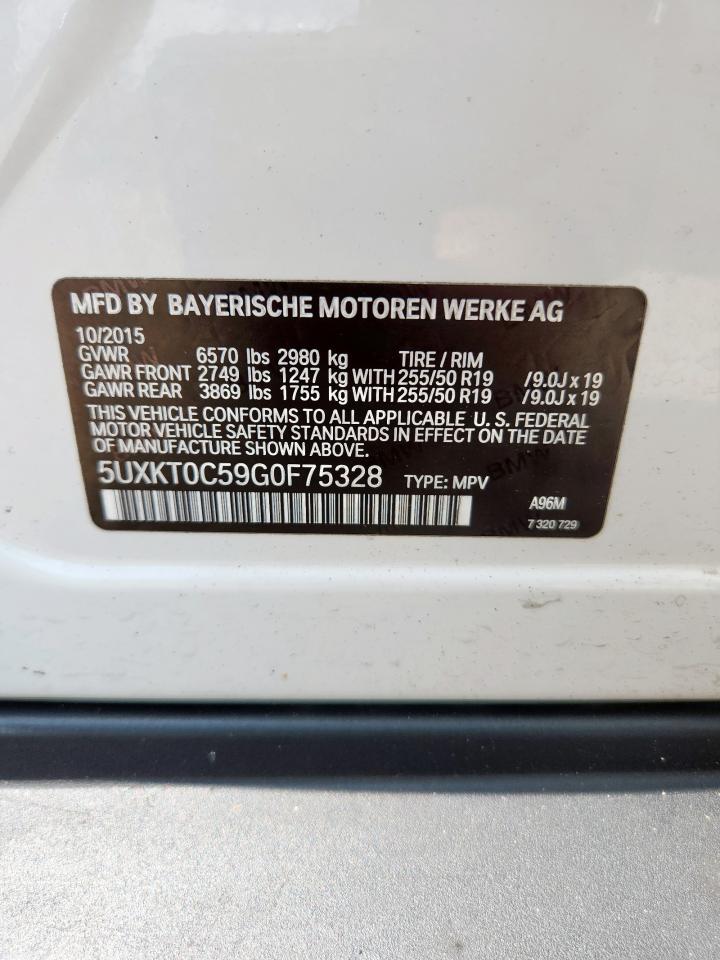 MFD BY BAYERISCHE MOTOREN WERKE AG
10/2015
GVWR 6570 lbs 2980 kg TIRE / RIM
GAWR FRONT 2749 lbs 1247 kg WITH 255/50 R19 /9.0J x 19
GAWR REAR 3869 lbs 1755 kg WITH 255/50 R19 /9.0J x 19
THIS VEHICLE CONFORMS TO ALL APPLICABLE U. S. FEDERAL
MOTOR VEHICLE SAFETY STANDARDS IN EFFECT ON THE DATE
OF MANUFACTURE SHOWN ABOVE.
5UXKT0C59G0F75328 TYPE: MPV
A96M
7 320 729